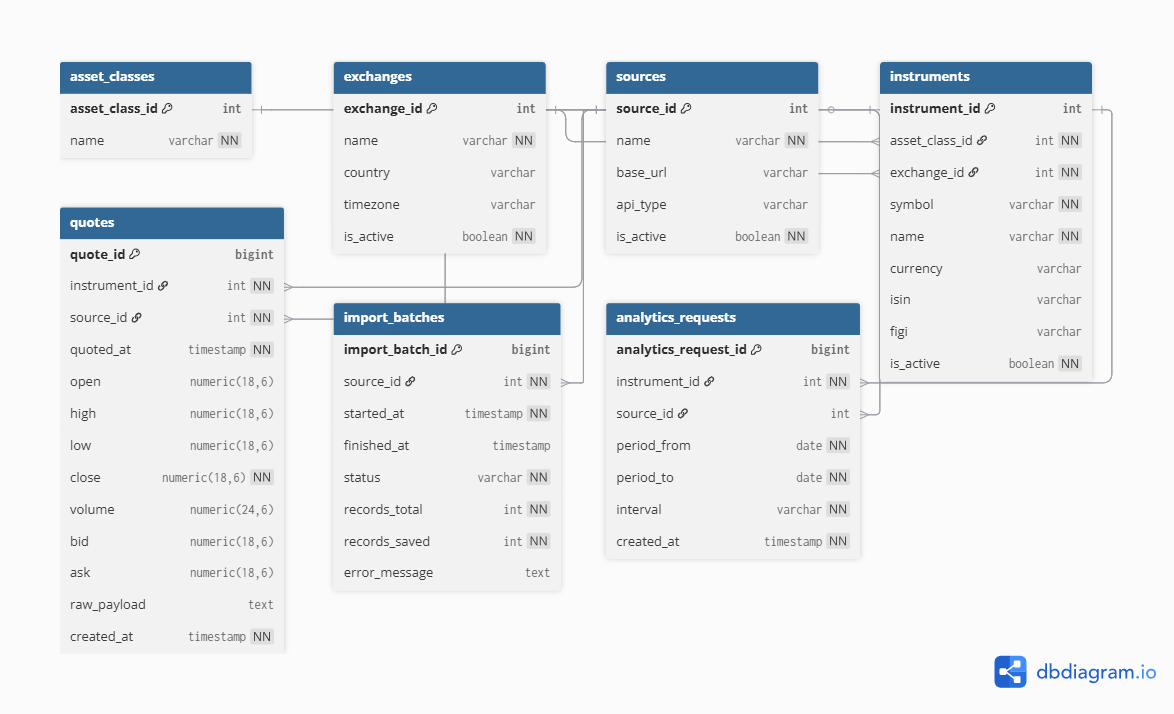 asset_classes
asset_class_id int
name varchar NN
exchanges
exchange_id int
name varchar NN
country varchar
timezone varchar
is_active boolean NN
sources
source_id int
name varchar NN
base_url varchar
api_type varchar
is_active boolean NN
instruments
instrument_id int
asset_class_id int NN
exchange_id int NN
symbol varchar NN
name varchar NN
currency varchar
isin varchar
figi varchar
is_active boolean NN
quotes
quote_id bigint
instrument_id int NN
source_id int NN
quoted_at timestamp NN
open numeric(18,6)
high numeric(18,6)
low numeric(18,6)
close numeric(18,6) NN
volume numeric(24,6)
bid numeric(18,6)
ask numeric(18,6)
raw_payload text
created_at timestamp NN
import_batches
import_batch_id bigint
source_id int NN
started_at timestamp NN
finished_at timestamp
status varchar NN
records_total int NN
records_saved int NN
error_message text
analytics_requests
analytics_request_id bigint
instrument_id int NN
source_id int
period_from date NN
period_to date NN
interval varchar NN
created_at timestamp NN
dbdiagram.io